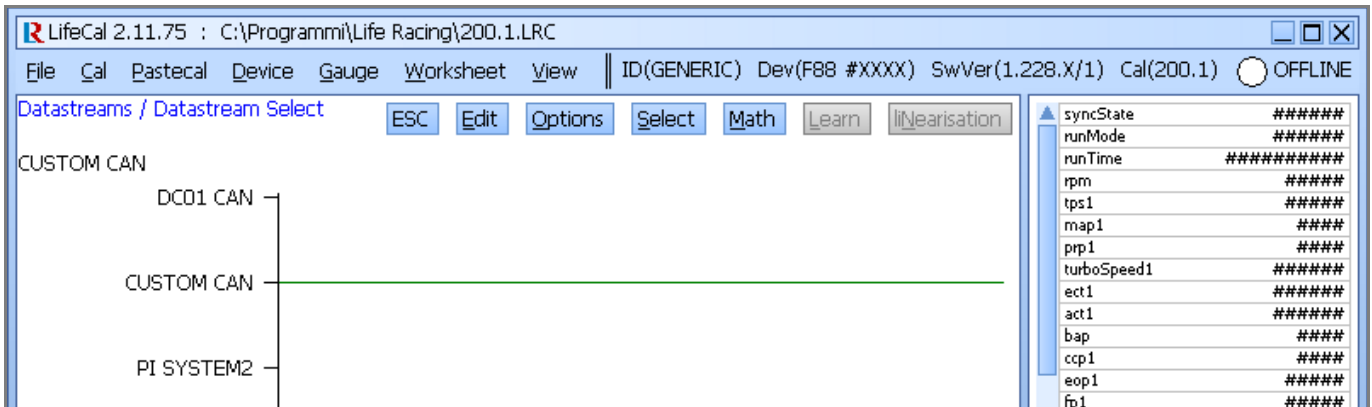 LifeCal 2.11.75 : C:\Programmi\Life Racing\200.1.LRC
File Cal Pastecal Device Gauge Worksheet View ID(GENERIC) Dev(F88 #XXXX) SwVer(1.228.X/1) Cal(200.1) OFFLINE
Datastreams / Datastream Select
ESC Edit Options Select Math Learn liNearisation
CUSTOM CAN
DC01 CAN
CUSTOM CAN
PI SYSTEM2
syncState ######
runMode ######
runTime ##########
rpm #####
tps1 #####
map1 ####
prp1 ####
turboSpeed1 ######
ect1 ######
act1 ######
bap ####
ccp1 ####
eop1 #####
fp1 #####